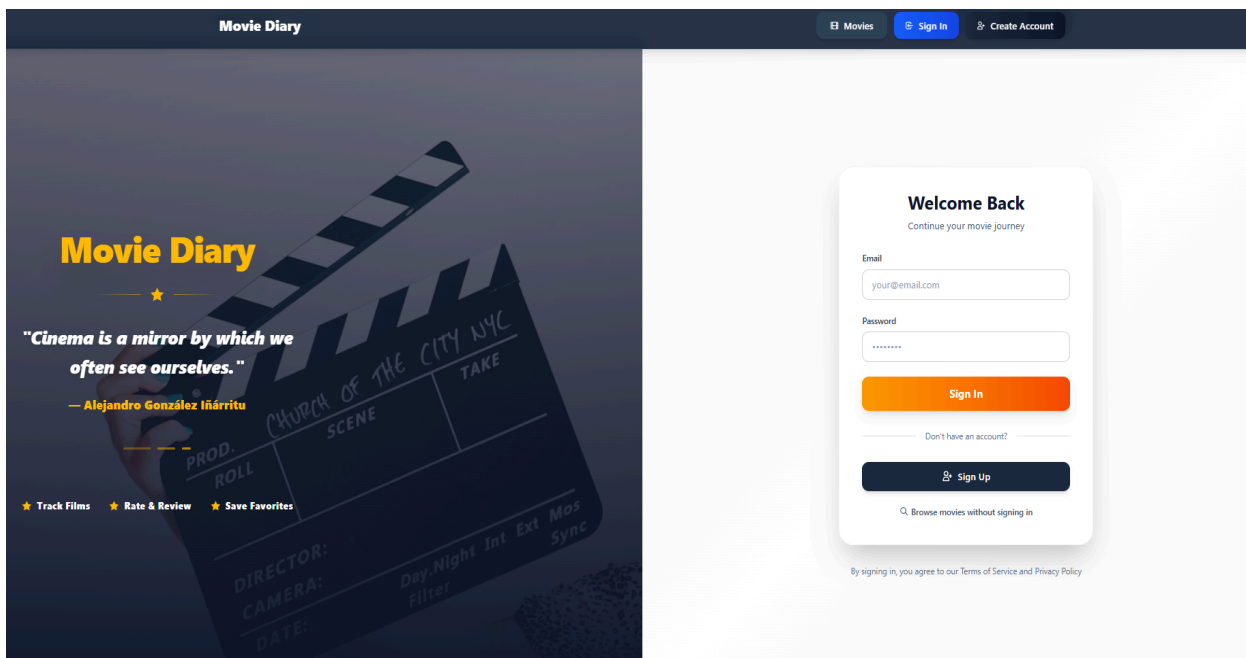 Movie Diary
Movies
Sign In
Create Account
Movie Diary
"Cinema is a mirror by which we
often see ourselves."
— Alejandro González Iñárritu
Track Films
Rate & Review
Save Favorites
CHURCH OF THE CITY NYC
PROD.
ROLL
SCENE
TAKE
DIRECTOR:
CAMERA:
DATE:
Day.Night Int Ext Mos
Filter
Sync
Welcome Back
Continue your movie journey
Email
your@email.com
Password
••••••••
Sign In
Don't have an account?
Sign Up
Browse movies without signing in
By signing in, you agree to our Terms of Service and Privacy Policy